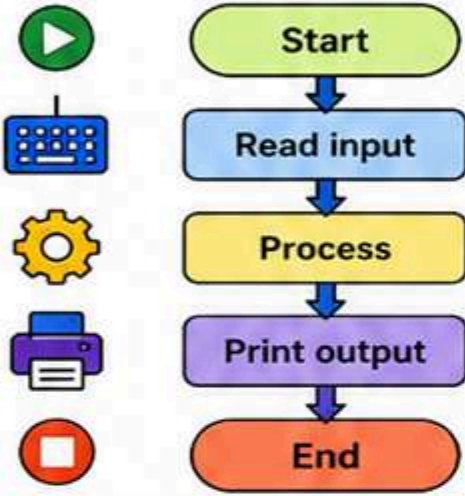 Start
Read input
Process
Print output
End